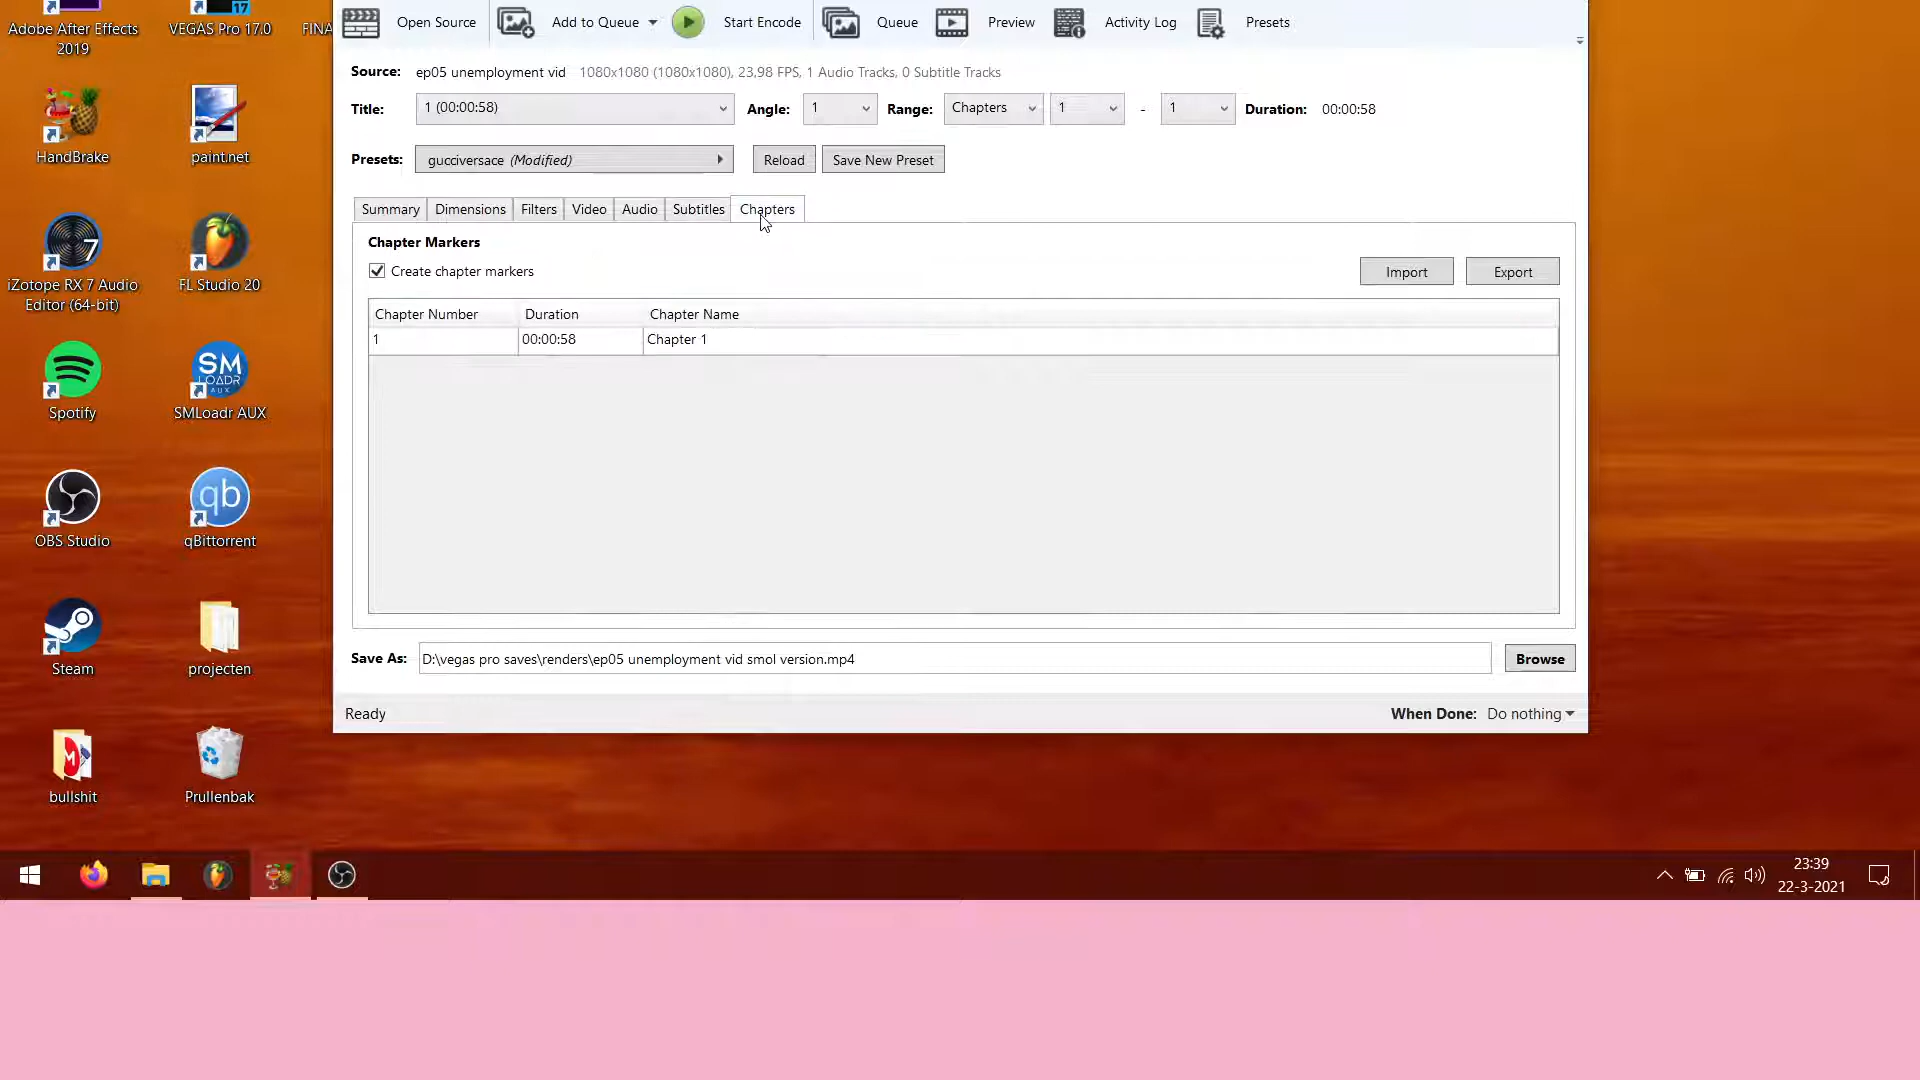 Adobe After Effects
2019
VEGAS Pro 17.0
FINA
HandBrake
paint.net
iZotope RX 7 Audio
Editor (64-bit)
FL Studio 20
Spotify
SMLoadr AUX
OBS Studio
qBittorrent
Steam
projecten
bullshit
Prullenbak
17
7
SM
LOADR
AUX
qb
Open Source
Add to Queue
Start Encode
Queue
Preview
Activity Log
Presets
Source: ep05 unemployment vid 1080x1080 (1080x1080), 23.98 FPS, 1 Audio Tracks, 0 Subtitle Tracks
Title: 1 (00:00:58) Angle: 1 Range: Chapters 1 - 1 Duration: 00:00:58
Presets: gucciversace (Modified) Reload Save New Preset
Summary Dimensions Filters Video Audio Subtitles Chapters
Chapter Markers
Create chapter markers Import Export
Chapter Number Duration Chapter Name
1 00:00:58 Chapter 1
Save As: D:\vegas pro saves\renders\ep05 unemployment vid smol version.mp4 Browse
Ready When Done: Do nothing
23:39
22-3-2021